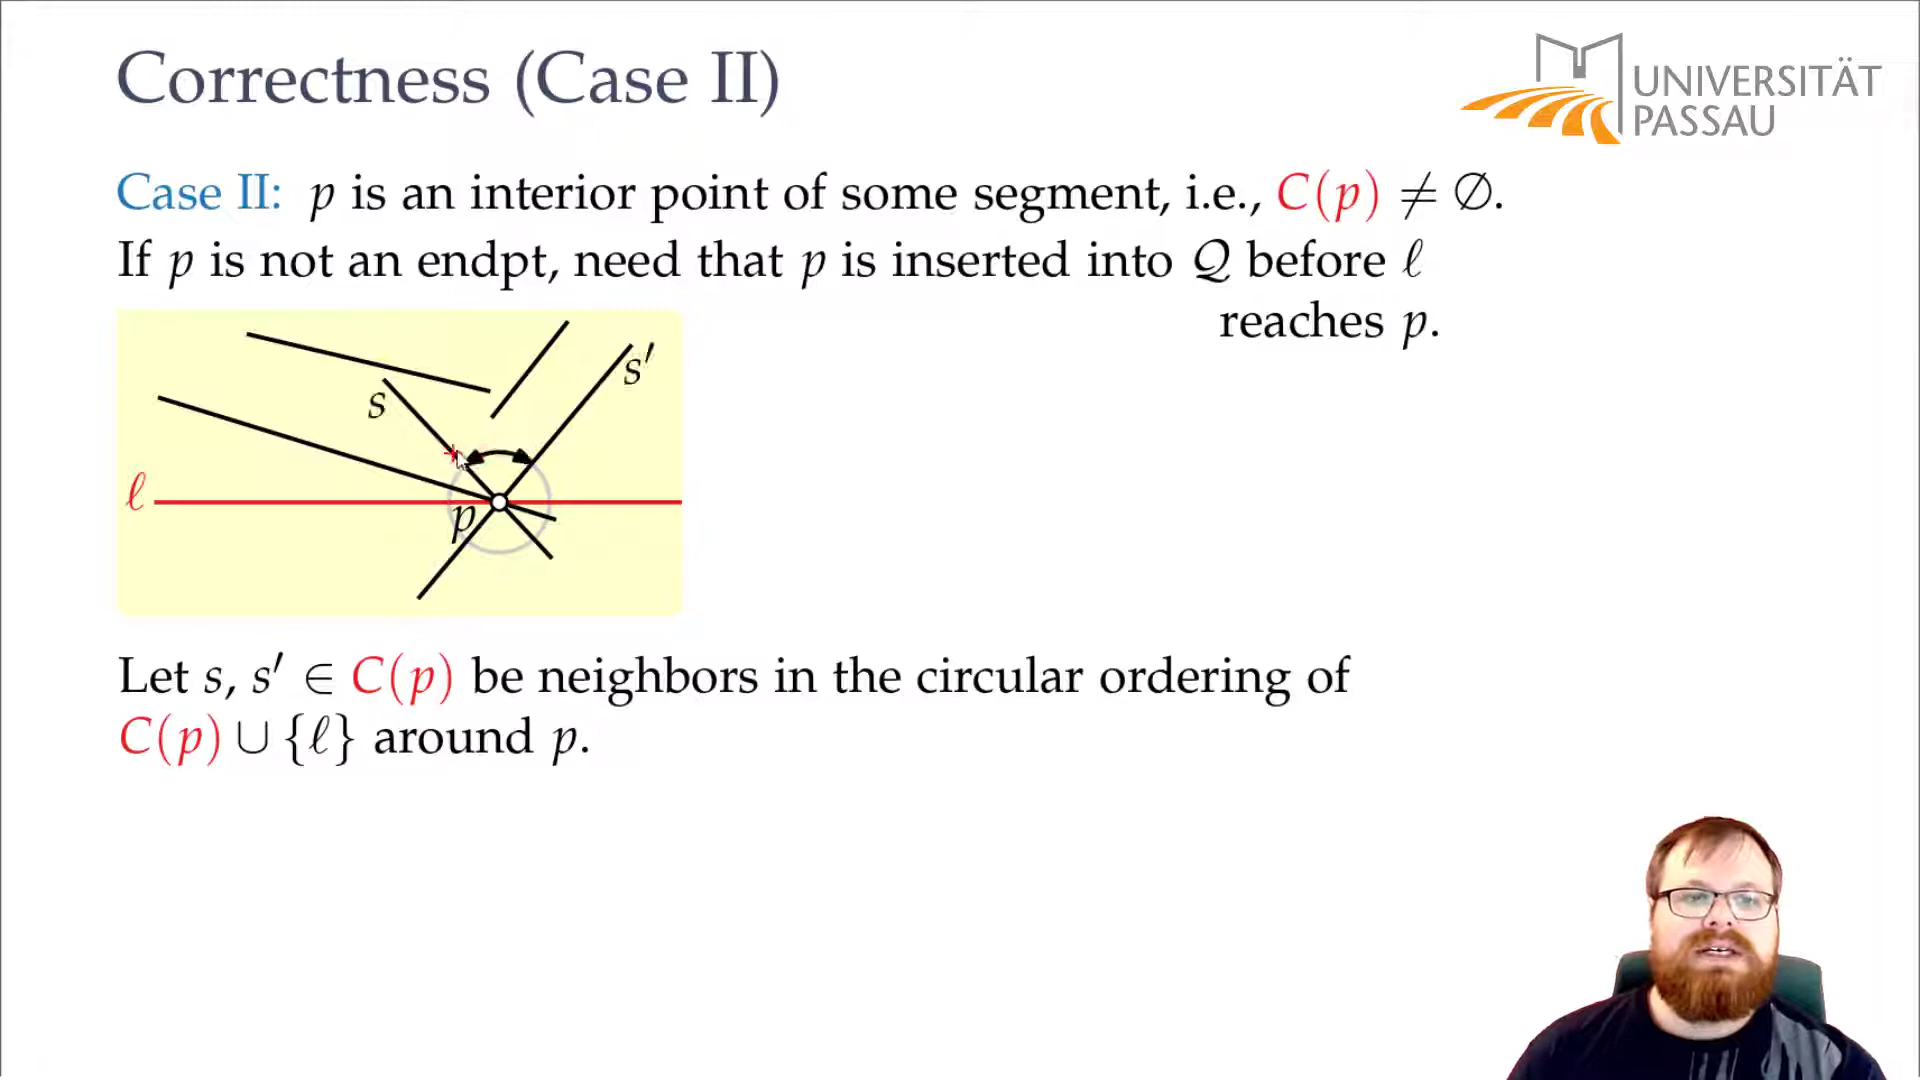 Correctness (Case II)
UNIVERSITÄT
PASSAU
Case II: p is an interior point of some segment, i.e., C(p) ≠ ∅.
If p is not an endpt, need that p is inserted into 𝒬 before ℓ
reaches p.
s′
s
ℓ
p
Let s, s′ ∈ C(p) be neighbors in the circular ordering of
C(p) ∪ {ℓ} around p.